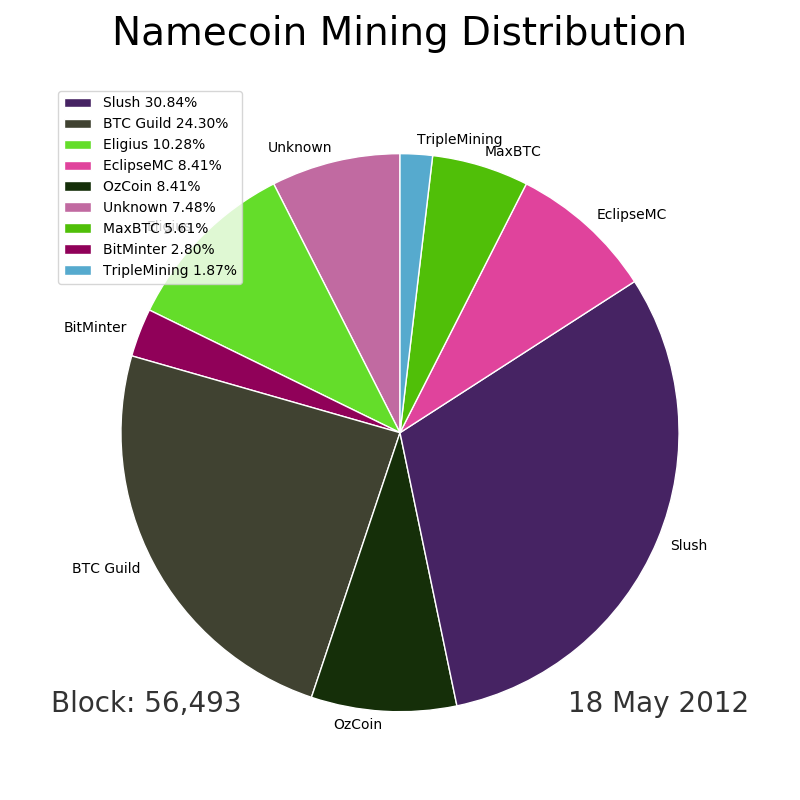 Namecoin Mining Distribution
Slush 30.84%
BTC Guild 24.30%
Eligius 10.28%
EclipseMC 8.41%
OzCoin 8.41%
Unknown 7.48%
MaxBTC 5.61%
BitMinter 2.80%
TripleMining 1.87%
Unknown
TripleMining
MaxBTC
EclipseMC
Eligius
BitMinter
Slush
BTC Guild
OzCoin
Block: 56,493
18 May 2012